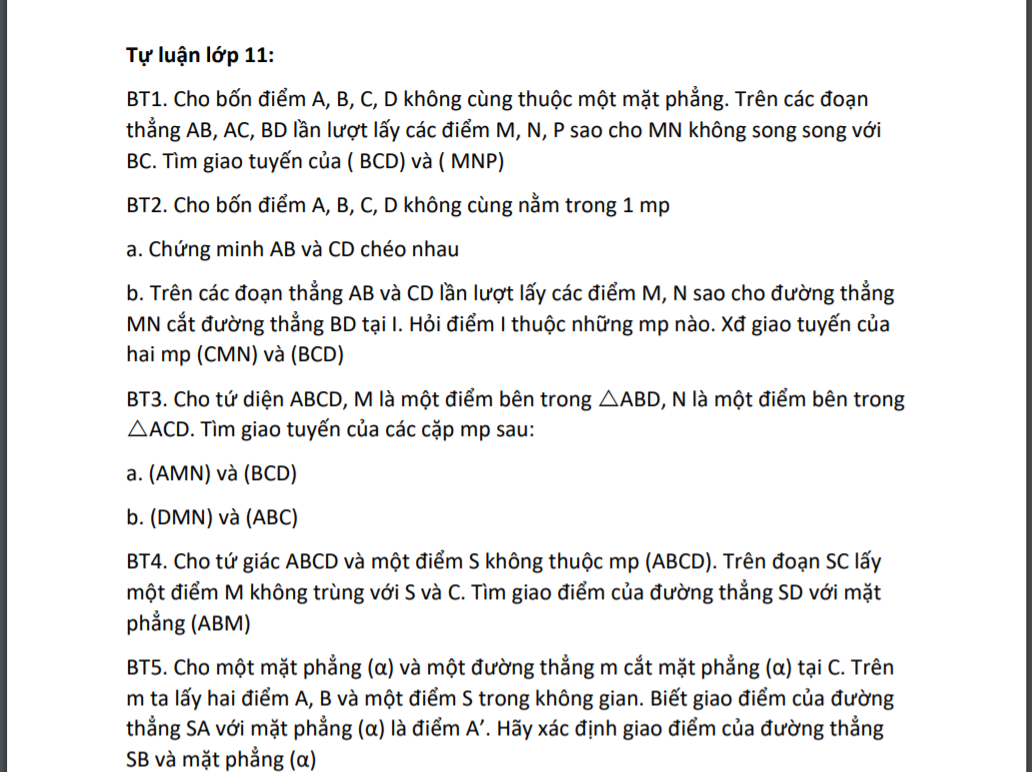 Tự luận lớp 11:
BT1. Cho bốn điểm A, B, C, D không cùng thuộc một mặt phẳng. Trên các đoạn
thẳng AB, AC, BD lần lượt lấy các điểm M, N, P sao cho MN không song song với
BC. Tìm giao tuyến của ( BCD) và ( MNP)
BT2. Cho bốn điểm A, B, C, D không cùng nằm trong 1 mp
a. Chứng minh AB và CD chéo nhau
b. Trên các đoạn thẳng AB và CD lần lượt lấy các điểm M, N sao cho đường thẳng
MN cắt đường thẳng BD tại I. Hỏi điểm I thuộc những mp nào. Xđ giao tuyến của
hai mp (CMN) và (BCD)
BT3. Cho tứ diện ABCD, M là một điểm bên trong △ABD, N là một điểm bên trong
△ACD. Tìm giao tuyến của các cặp mp sau:
a. (AMN) và (BCD)
b. (DMN) và (ABC)
BT4. Cho tứ giác ABCD và một điểm S không thuộc mp (ABCD). Trên đoạn SC lấy
một điểm M không trùng với S và C. Tìm giao điểm của đường thẳng SD với mặt
phẳng (ABM)
BT5. Cho một mặt phẳng (α) và một đường thẳng m cắt mặt phẳng (α) tại C. Trên
m ta lấy hai điểm A, B và một điểm S trong không gian. Biết giao điểm của đường
thẳng SA với mặt phẳng (α) là điểm A’. Hãy xác định giao điểm của đường thẳng
SB và mặt phẳng (α)